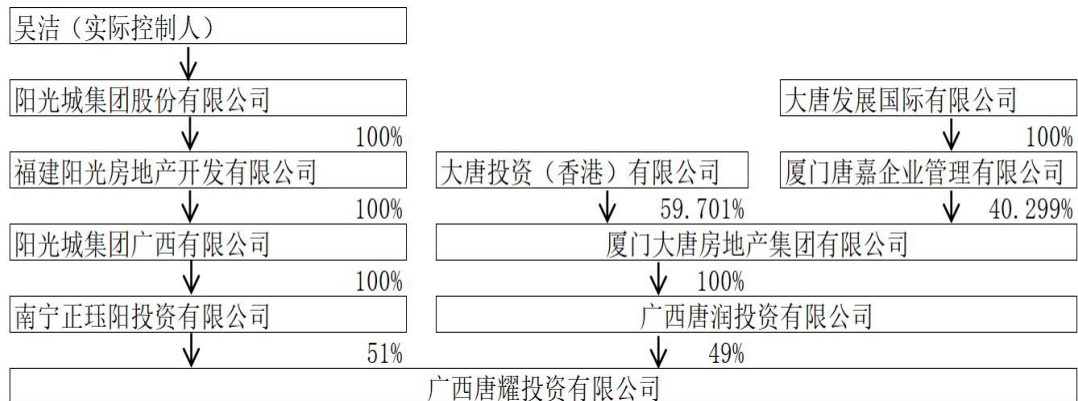 吴洁（实际控制人）
阳光城集团股份有限公司
大唐发展国际有限公司
100%
100%
福建阳光房地产开发有限公司
大唐投资（香港）有限公司
厦门唐嘉企业管理有限公司
100%
59.701%
40.299%
阳光城集团广西有限公司
厦门大唐房地产集团有限公司
100%
100%
南宁正珏阳投资有限公司
广西唐润投资有限公司
51%
49%
广西唐耀投资有限公司